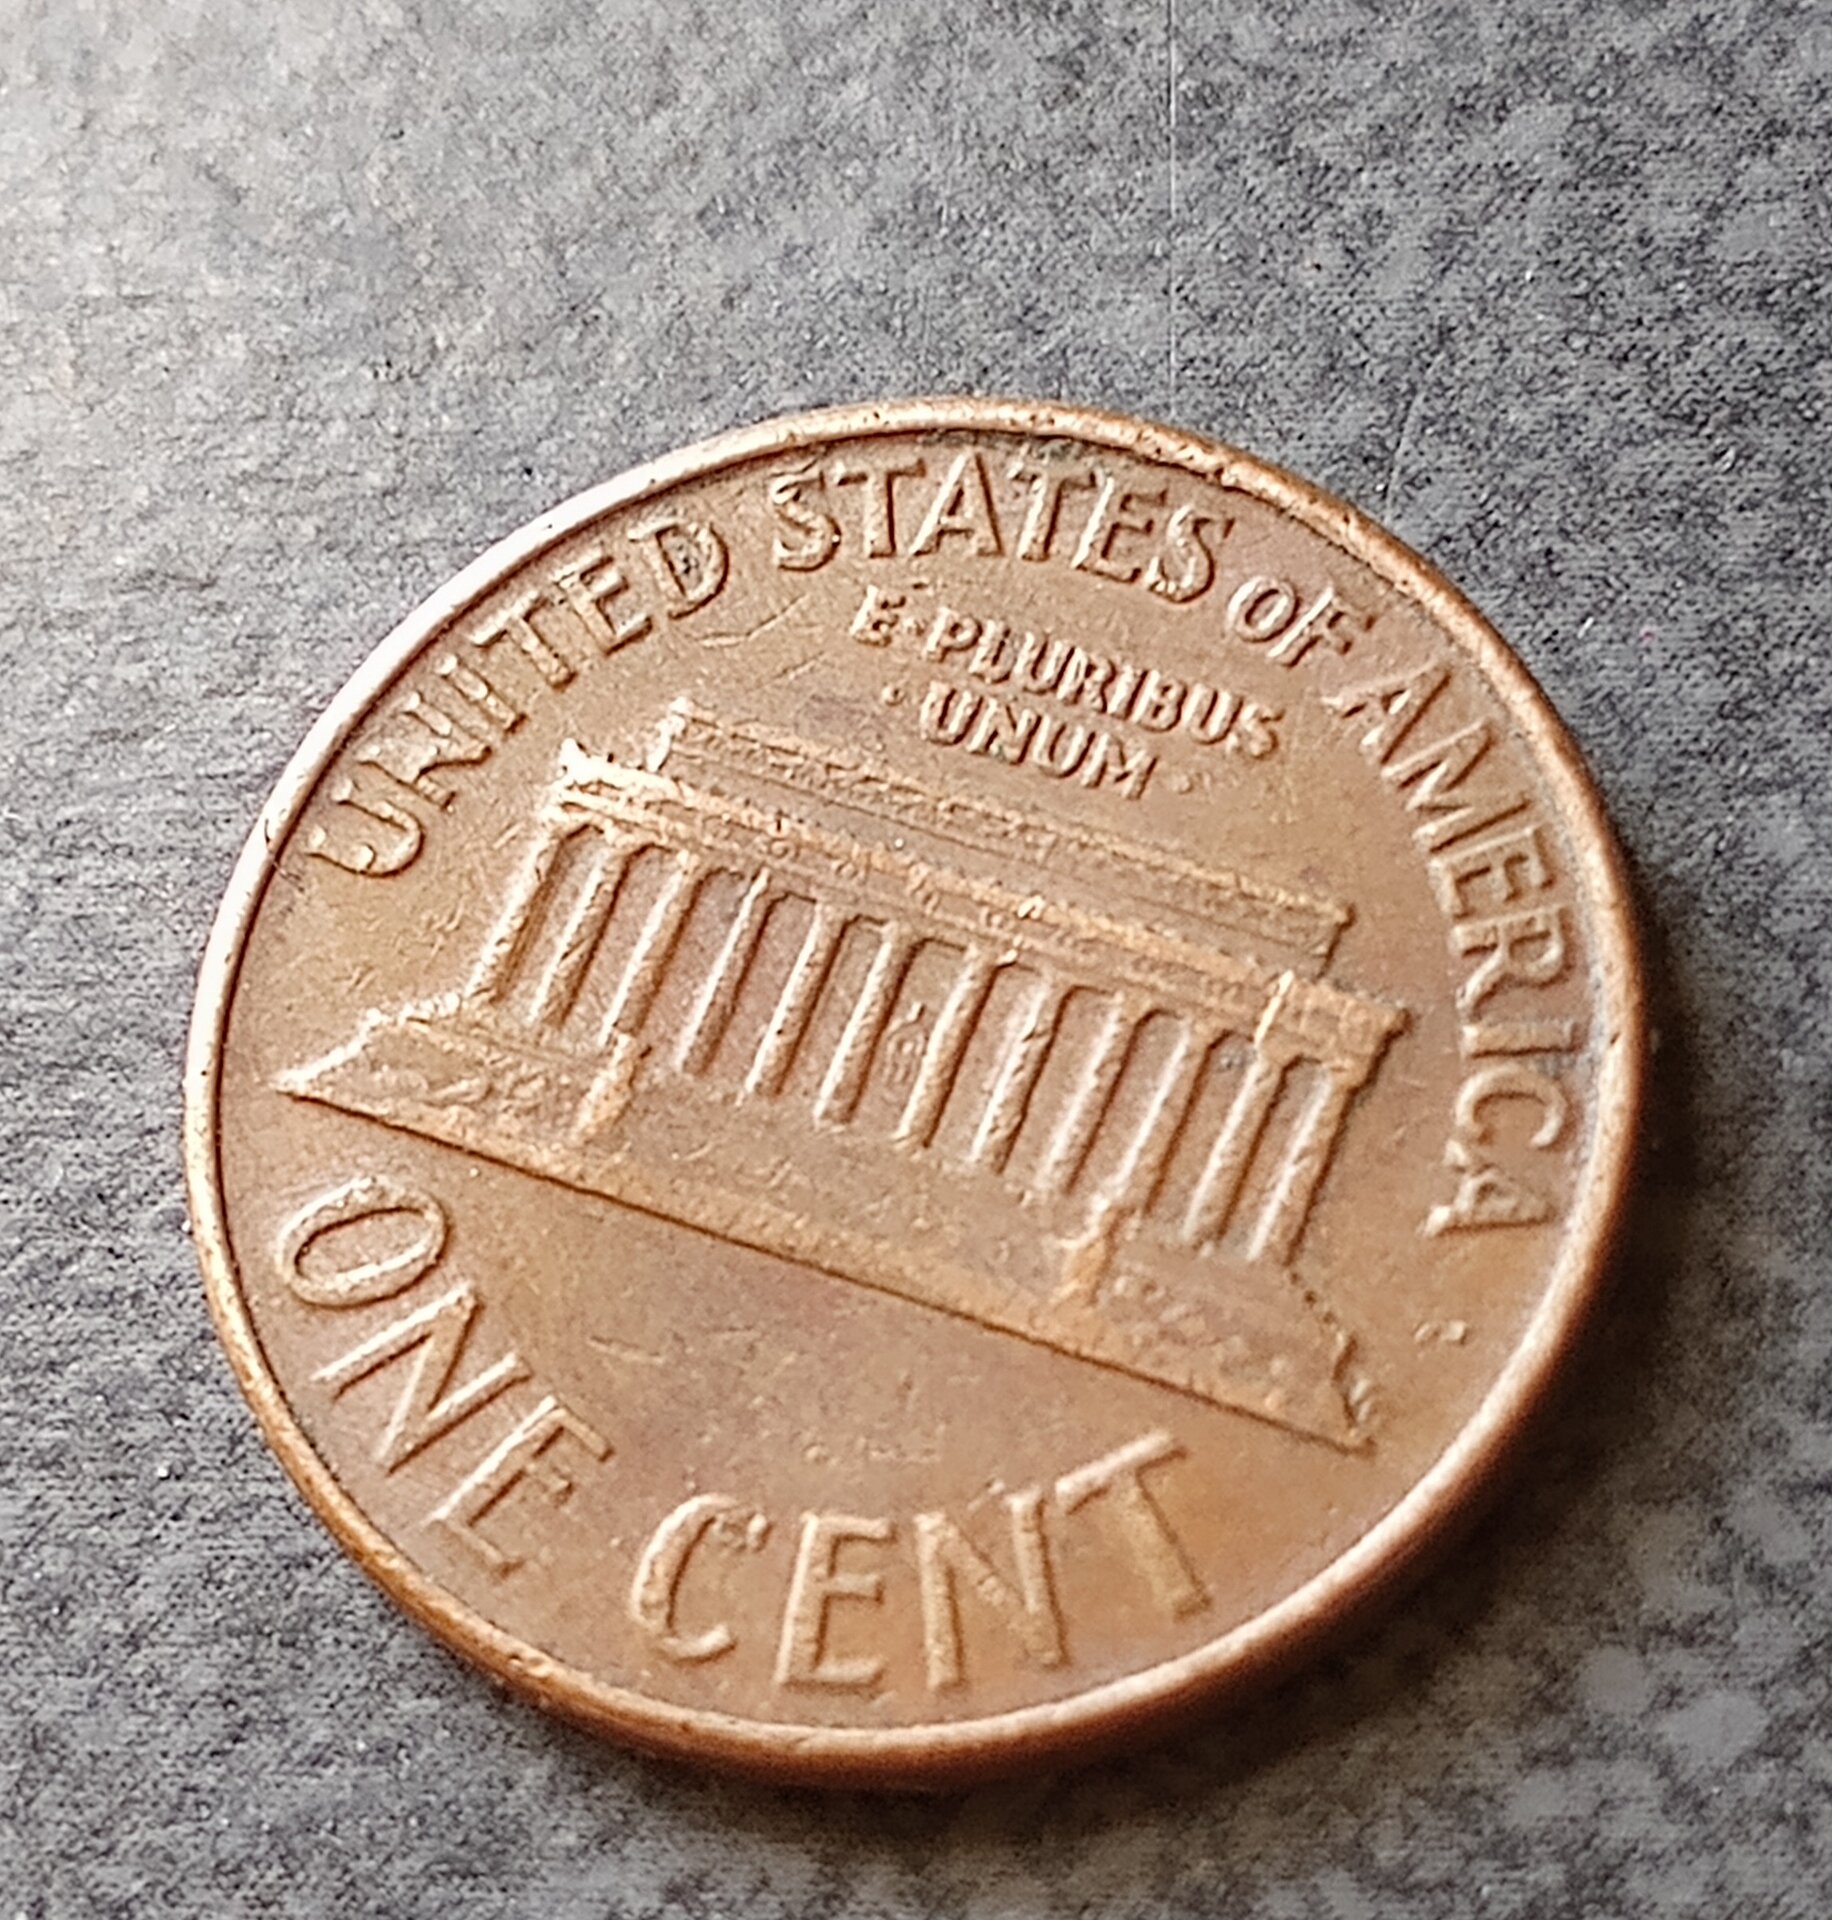 UNITED STATES OF AMERICA
E·PLURIBUS
·UNUM·
ONE CENT